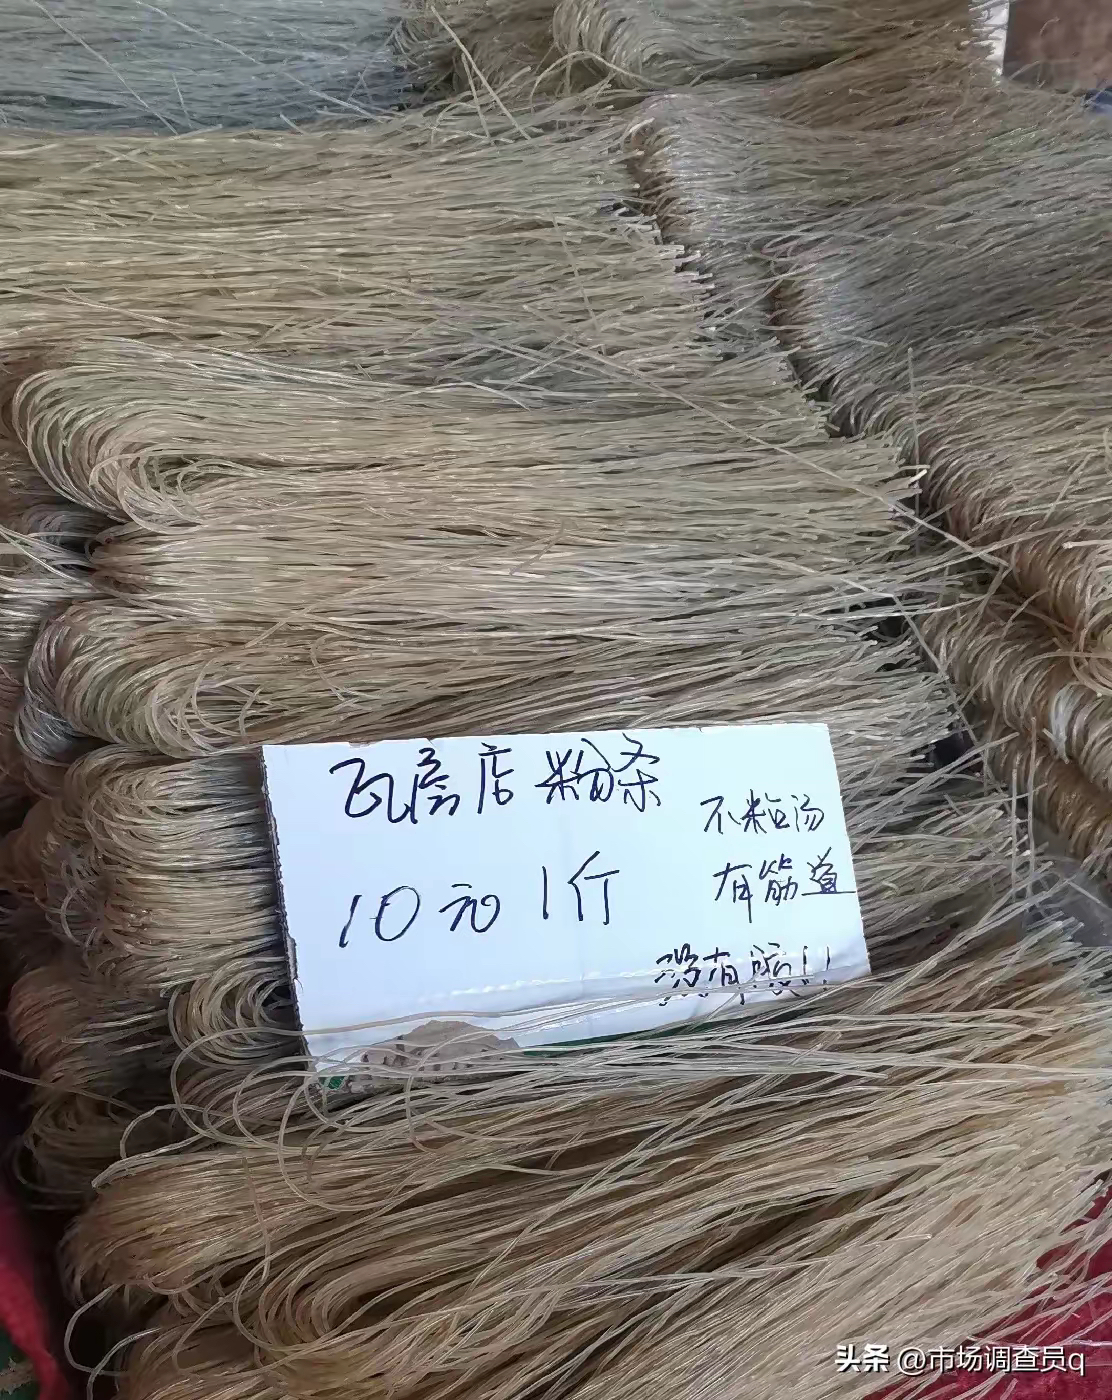 瓦房店粉条
不粘汤
10元1斤
有筋道
没有
头条 @市场调查员q